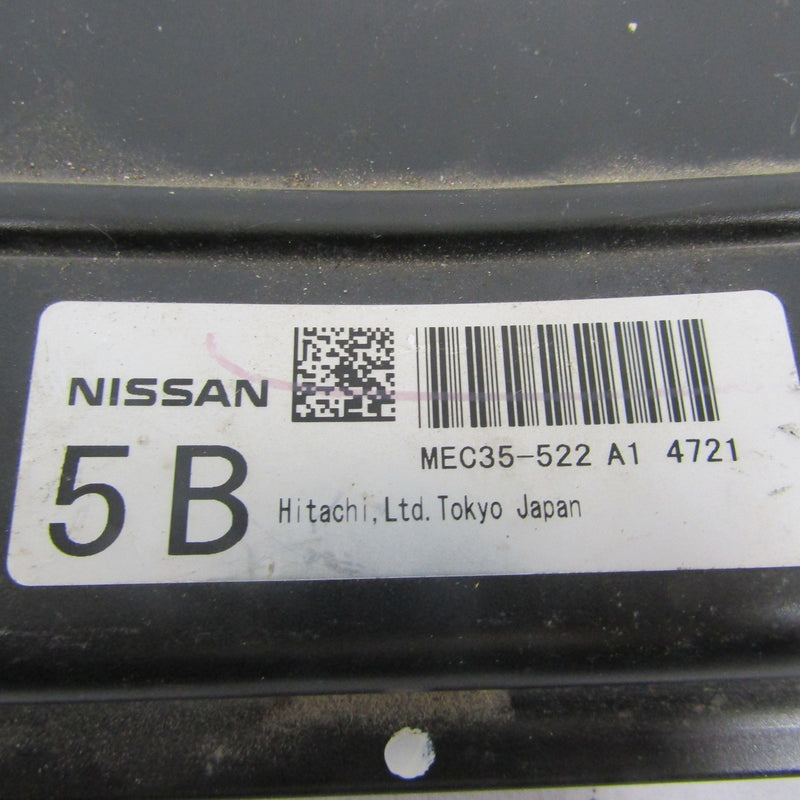 NISSAN
MEC35-522 A1 4721
5B
Hitachi,Ltd.Tokyo Japan